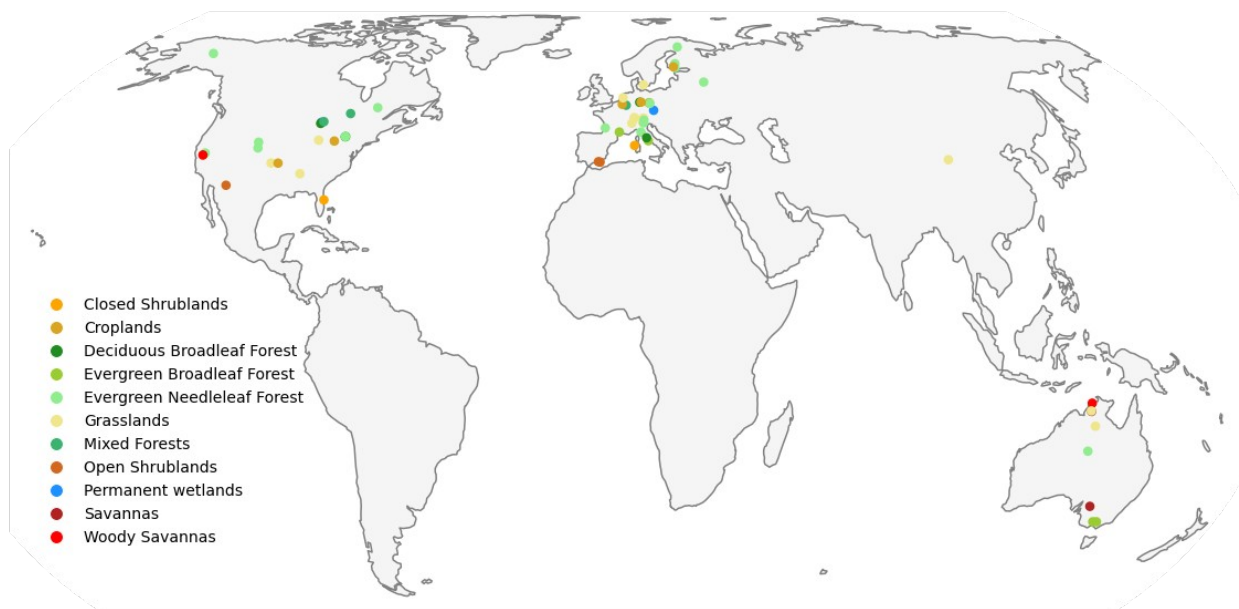 Closed Shrublands
Croplands
Deciduous Broadleaf Forest
Evergreen Broadleaf Forest
Evergreen Needleleaf Forest
Grasslands
Mixed Forests
Open Shrublands
Permanent wetlands
Savannas
Woody Savannas